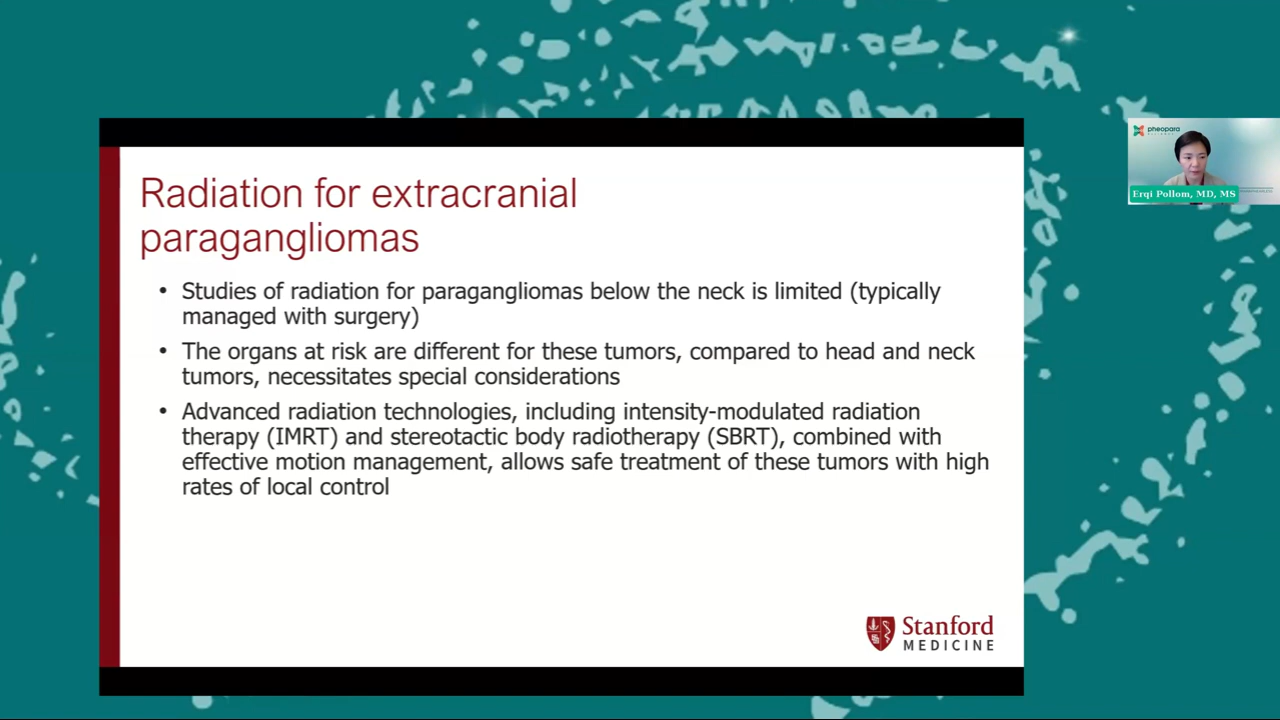 Radiation for extracranial
paragangliomas
• Studies of radiation for paragangliomas below the neck is limited (typically
managed with surgery)
• The organs at risk are different for these tumors, compared to head and neck
tumors, necessitates special considerations
• Advanced radiation technologies, including intensity-modulated radiation
therapy (IMRT) and stereotactic body radiotherapy (SBRT), combined with
effective motion management, allows safe treatment of these tumors with high
rates of local control
Stanford
MEDICINE
pheopara
Erqi Pollom, MD, MS